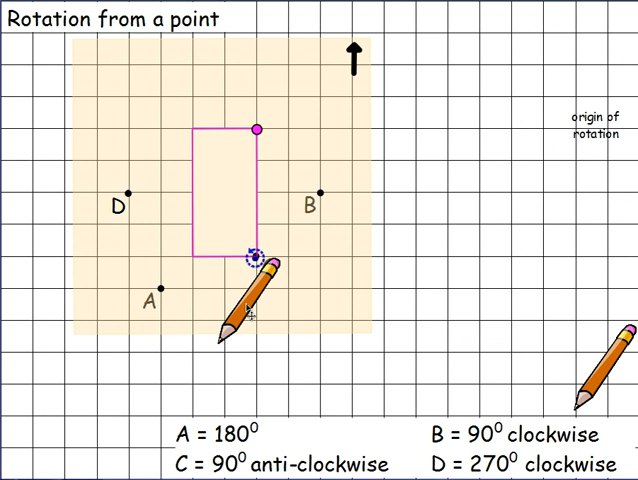 Rotation from a point
origin of
rotation
D
B
A
A = 180⁰
B = 90⁰ clockwise
C = 90⁰ anti-clockwise
D = 270⁰ clockwise